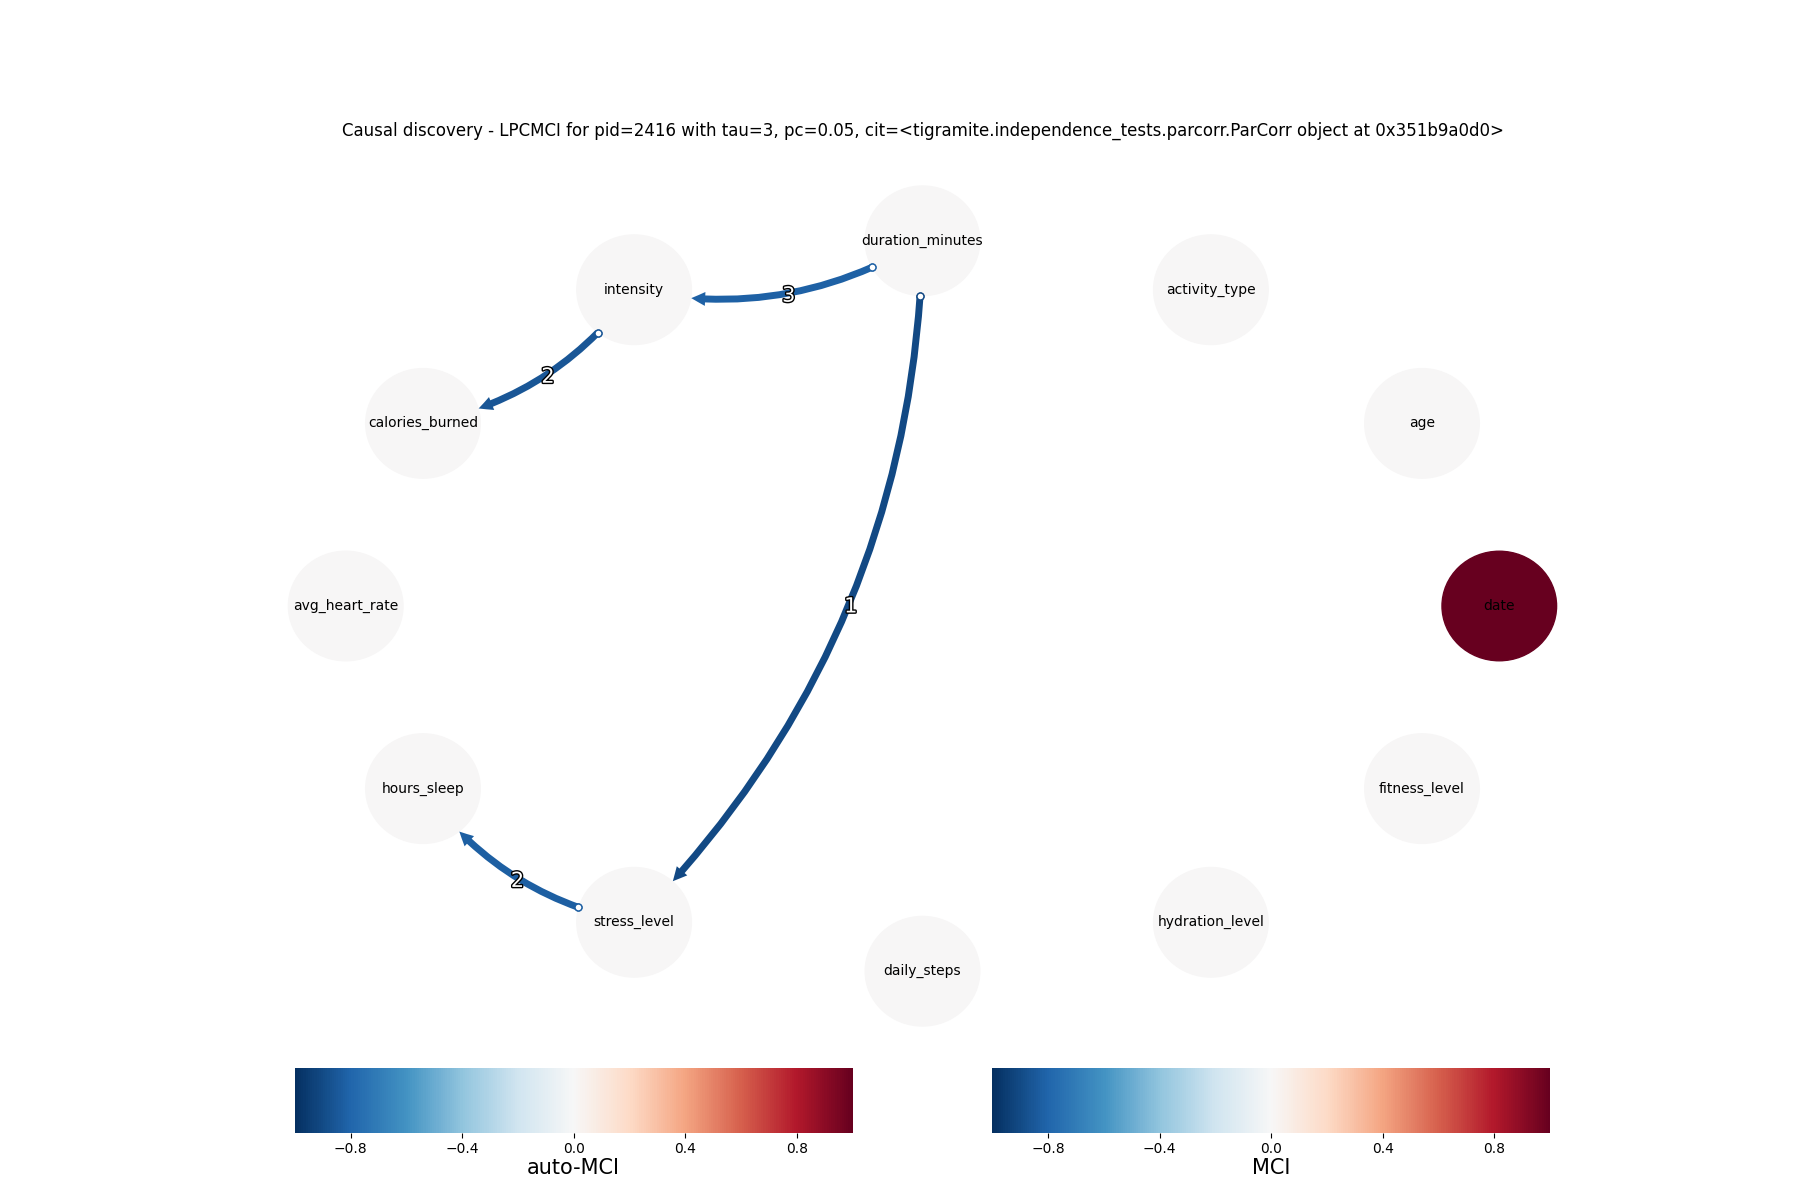 Causal discovery - LPCMCI for pid=2416 with tau=3, pc=0.05, cit=<tigramite.independence_tests.parcorr.ParCorr object at 0x351b9a0d0>
duration_minutes
intensity
activity_type
3
2
calories_burned
age
avg_heart_rate
1
date
hours_sleep
fitness_level
2
stress_level
hydration_level
daily_steps
−0.8 −0.4 0.0 0.4 0.8
auto-MCI
−0.8 −0.4 0.0 0.4 0.8
MCI